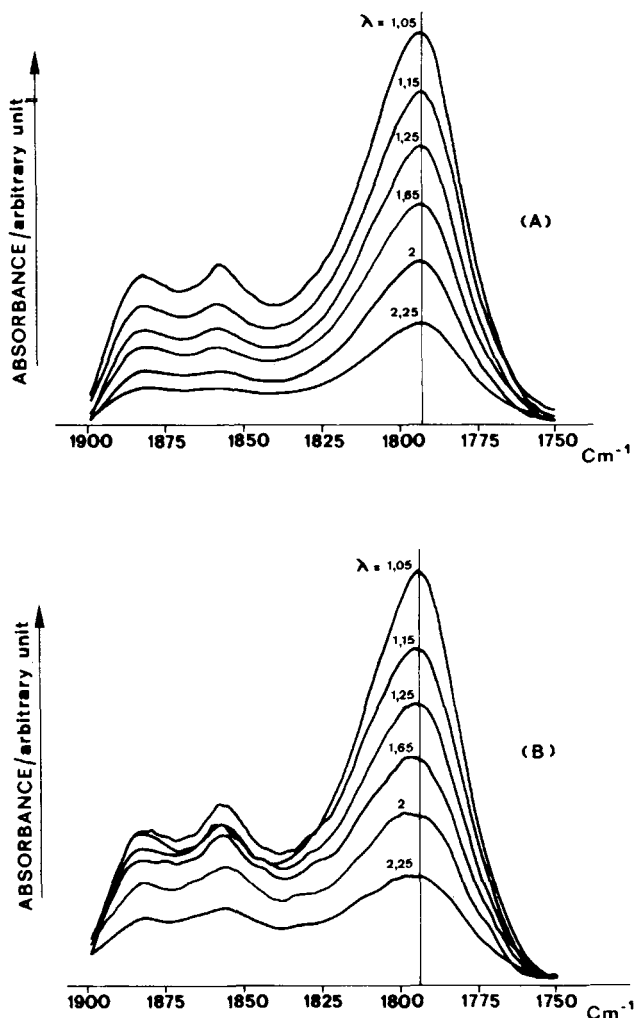 λ = 1,05
1,15
1,25
1,65
2
2,25
(A)
ABSORBANCE/arbitrary unit
1900 1875 1850 1825 1800 1775 1750
Cm⁻¹
λ = 1,05
1,15
1,25
1,65
2
2,25
(B)
ABSORBANCE/arbitrary unit
1900 1875 1850 1825 1800 1775 1750
Cm⁻¹